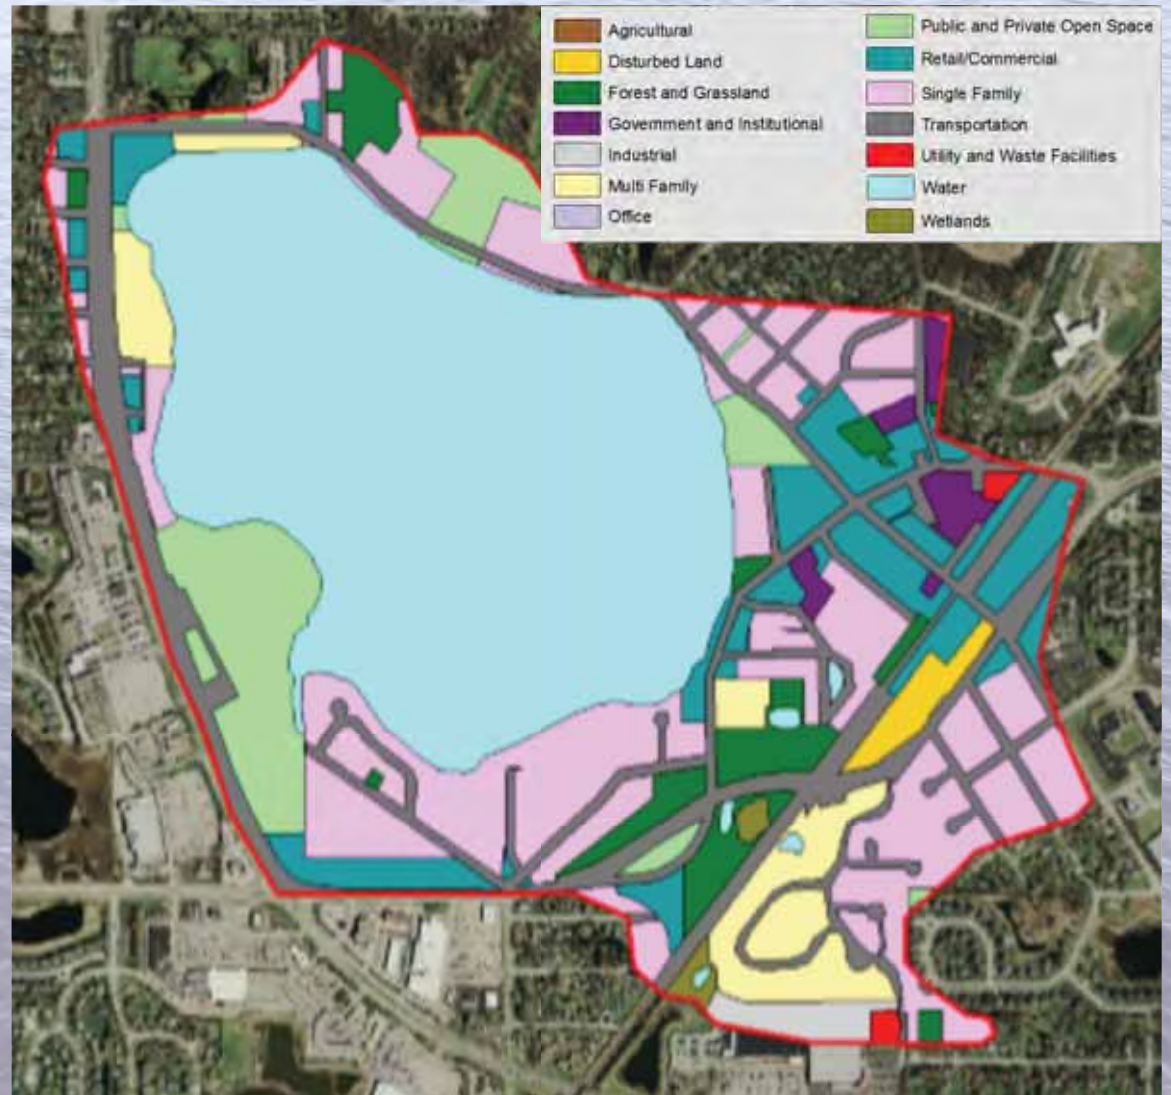 Agricultural
Disturbed Land
Forest and Grassland
Government and Institutional
Industrial
Multi Family
Office
Public and Private Open Space
Retail/Commercial
Single Family
Transportation
Utility and Waste Facilities
Water
Wetlands